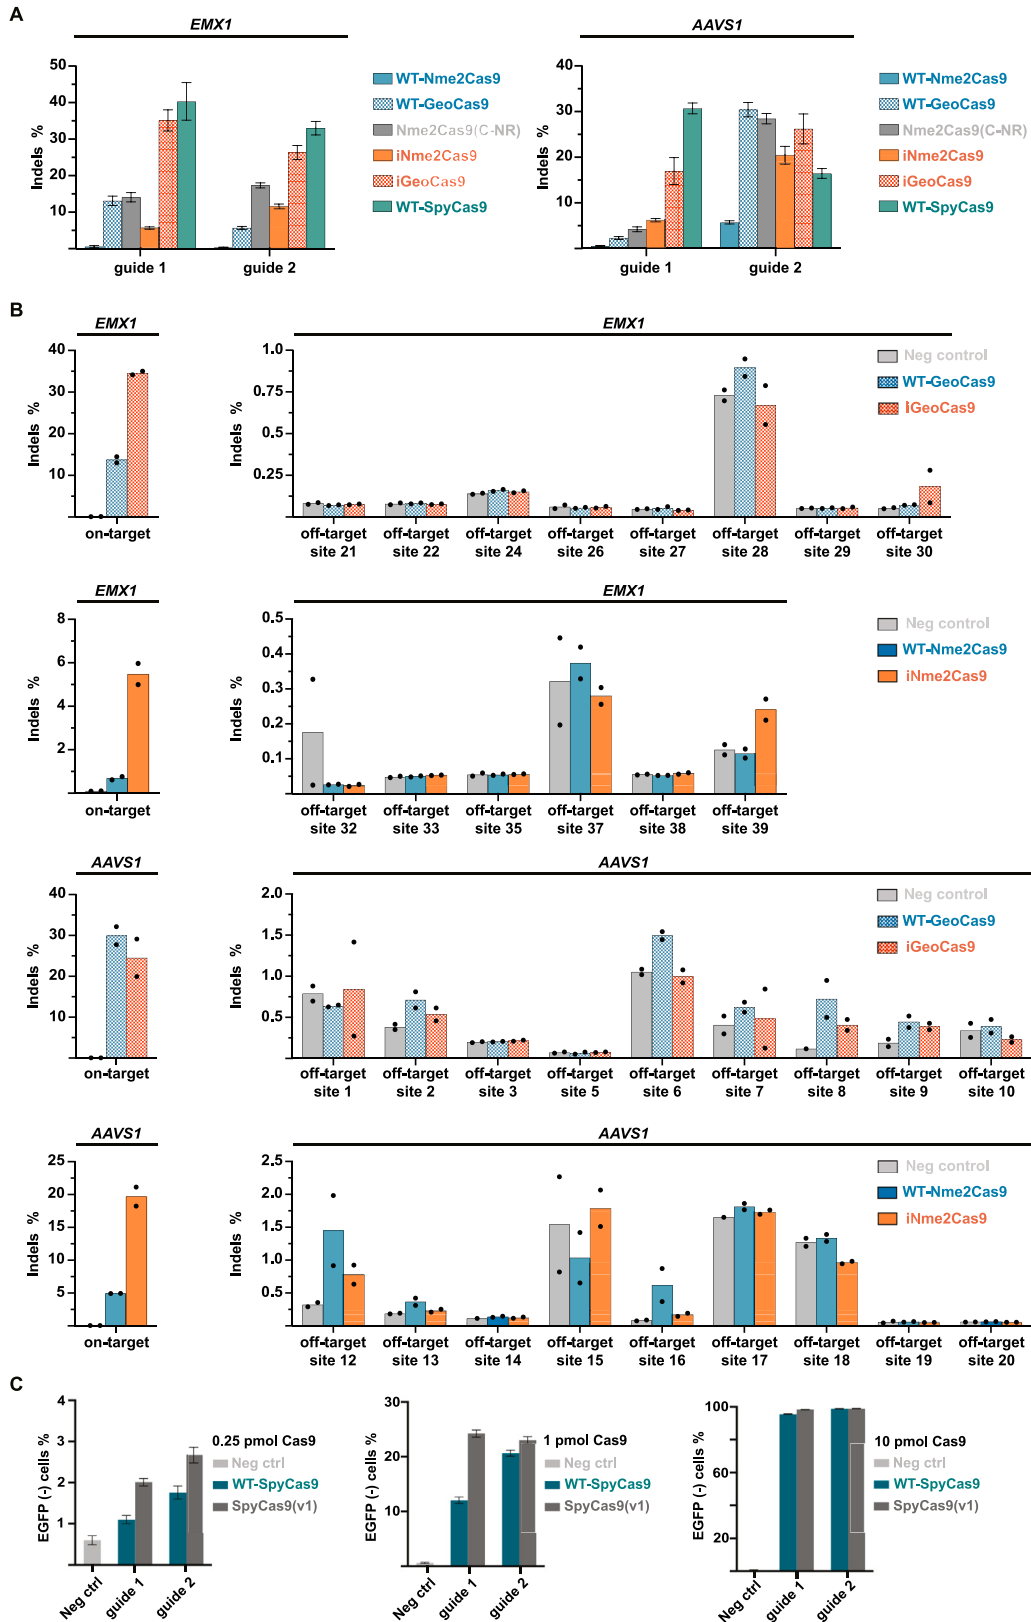 A
EMX1
AAVS1
Indels %
50
40
30
20
10
guide 1
guide 2
WT-Nme2Cas9
WT-GeoCas9
Nme2Cas9(C-NR)
iNme2Cas9
iGeoCas9
WT-SpyCas9
Indels %
40
30
20
10
guide 1
guide 2
WT-Nme2Cas9
WT-GeoCas9
Nme2Cas9(C-NR)
iNme2Cas9
iGeoCas9
WT-SpyCas9
B
EMX1
Indels %
40
30
20
10
on-target
EMX1
Indels %
1.0
0.75
0.5
0.25
off-target off-target off-target off-target off-target off-target off-target off-target
site 21 site 22 site 24 site 26 site 27 site 28 site 29 site 30
Neg control
WT-GeoCas9
iGeoCas9
EMX1
Indels %
8
6
4
2
on-target
EMX1
Indels %
0.5
0.4
0.3
0.2
0.1
off-target off-target off-target off-target off-target off-target
site 32 site 33 site 35 site 37 site 38 site 39
Neg control
WT-Nme2Cas9
iNme2Cas9
AAVS1
Indels %
40
30
20
10
on-target
AAVS1
Indels %
2.0
1.5
1.0
0.5
off-target off-target off-target off-target off-target off-target off-target off-target off-target
site 1 site 2 site 3 site 5 site 6 site 7 site 8 site 9 site 10
Neg control
WT-GeoCas9
iGeoCas9
AAVS1
Indels %
25
20
15
10
5
on-target
AAVS1
Indels %
2.5
2.0
1.5
1.0
0.5
off-target off-target off-target off-target off-target off-target off-target off-target off-target
site 12 site 13 site 14 site 15 site 16 site 17 site 18 site 19 site 20
Neg control
WT-Nme2Cas9
iNme2Cas9
C
EGFP (-) cells %
4
3
2
1
Neg ctrl
guide 1
guide 2
0.25 pmol Cas9
Neg ctrl
WT-SpyCas9
SpyCas9(v1)
EGFP (-) cells %
30
20
10
Neg ctrl
guide 1
guide 2
1 pmol Cas9
Neg ctrl
WT-SpyCas9
SpyCas9(v1)
EGFP (-) cells %
100
80
60
40
20
Neg ctrl
guide 1
guide 2
10 pmol Cas9
Neg ctrl
WT-SpyCas9
SpyCas9(v1)